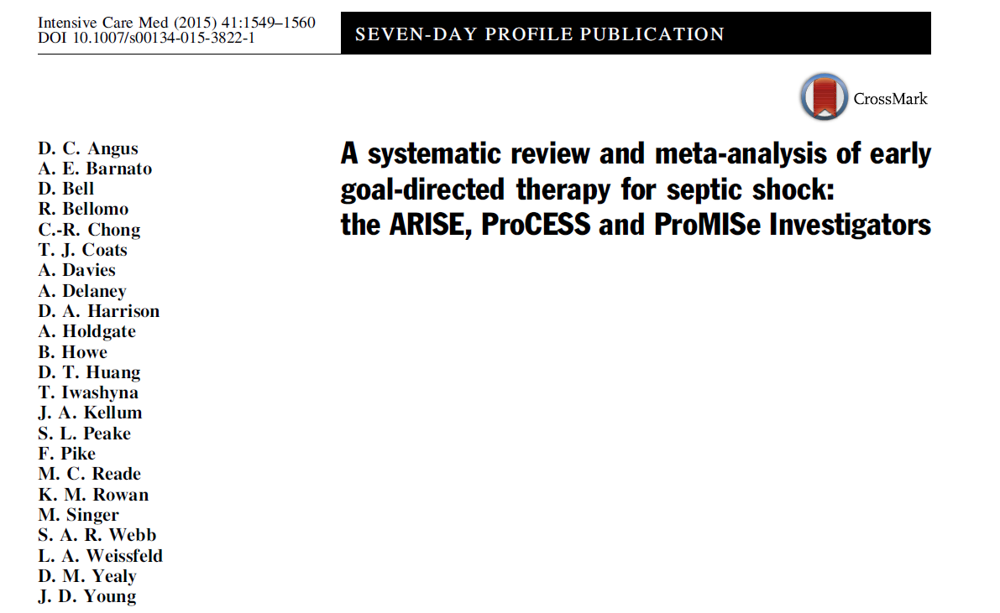 Intensive Care Med (2015) 41:1549–1560
DOI 10.1007/s00134-015-3822-1
SEVEN-DAY PROFILE PUBLICATION
CrossMark
D. C. Angus
A. E. Barnato
D. Bell
R. Bellomo
C.-R. Chong
T. J. Coats
A. Davies
A. Delaney
D. A. Harrison
A. Holdgate
B. Howe
D. T. Huang
T. Iwashyna
J. A. Kellum
S. L. Peake
F. Pike
M. C. Reade
K. M. Rowan
M. Singer
S. A. R. Webb
L. A. Weissfeld
D. M. Yealy
J. D. Young
A systematic review and meta-analysis of early
goal-directed therapy for septic shock:
the ARISE, ProCESS and ProMISe Investigators